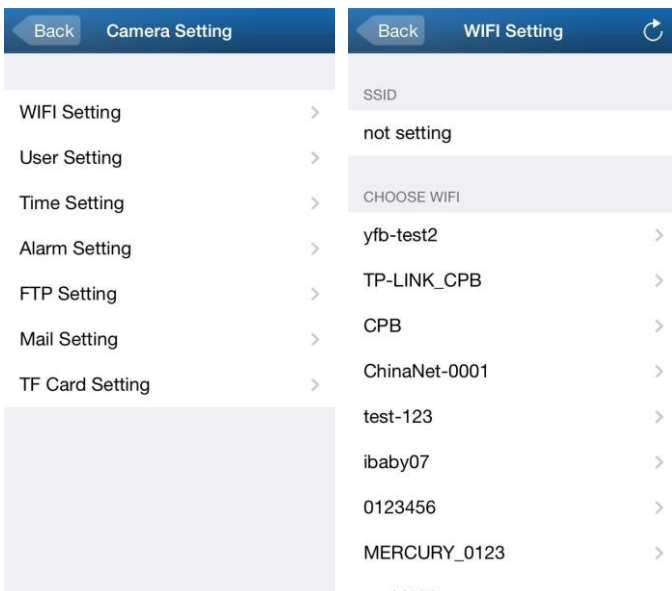 Back Camera Setting
WIFI Setting
User Setting
Time Setting
Alarm Setting
FTP Setting
Mail Setting
TF Card Setting
Back WIFI Setting
SSID
not setting
CHOOSE WIFI
yfb-test2
TP-LINK_CPB
CPB
ChinaNet-0001
test-123
ibaby07
0123456
MERCURY_0123